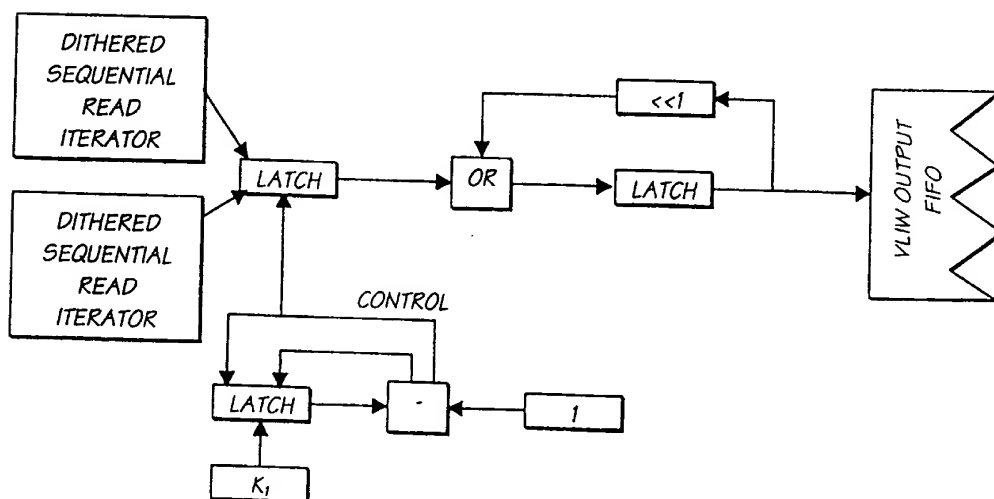 DITHERED
SEQUENTIAL
READ
ITERATOR
DITHERED
SEQUENTIAL
READ
ITERATOR
LATCH
OR
<<1
LATCH
VLIW OUTPUT
FIFO
CONTROL
LATCH
-
1
K₁